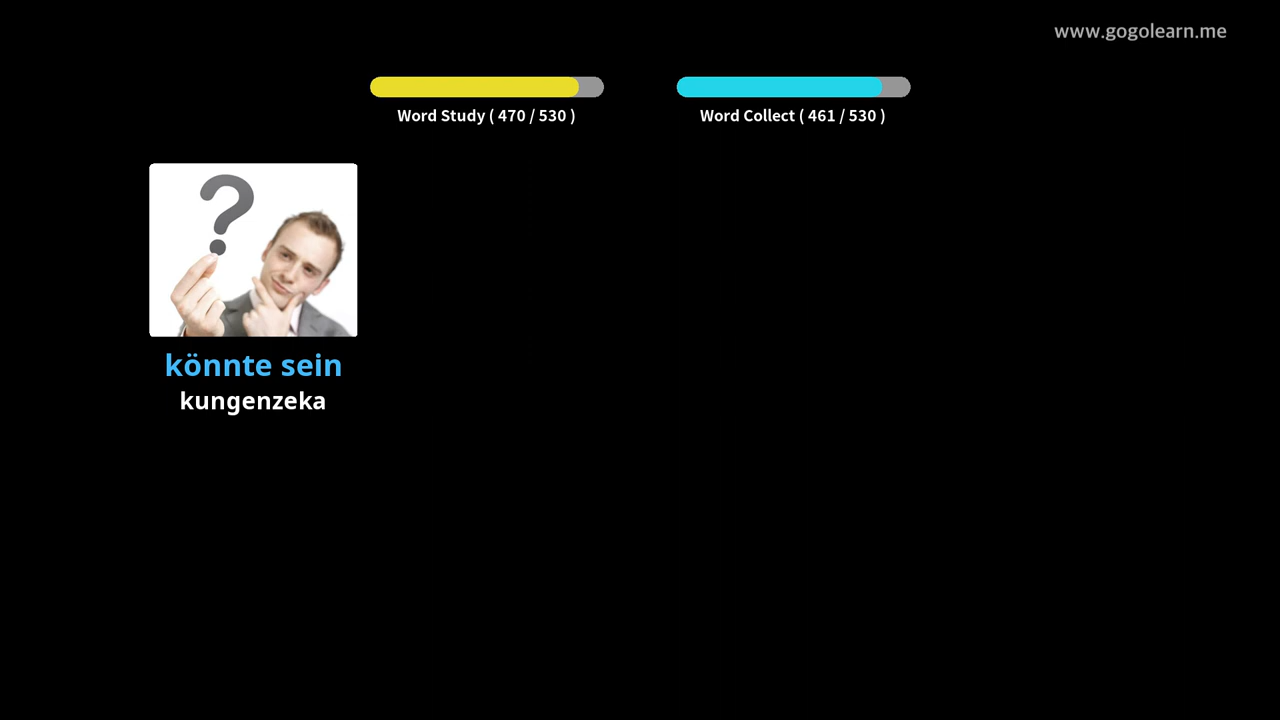 www.gogolearn.me
Word Study ( 470 / 530 )
Word Collect ( 461 / 530 )
?
könnte sein
kungenzeka